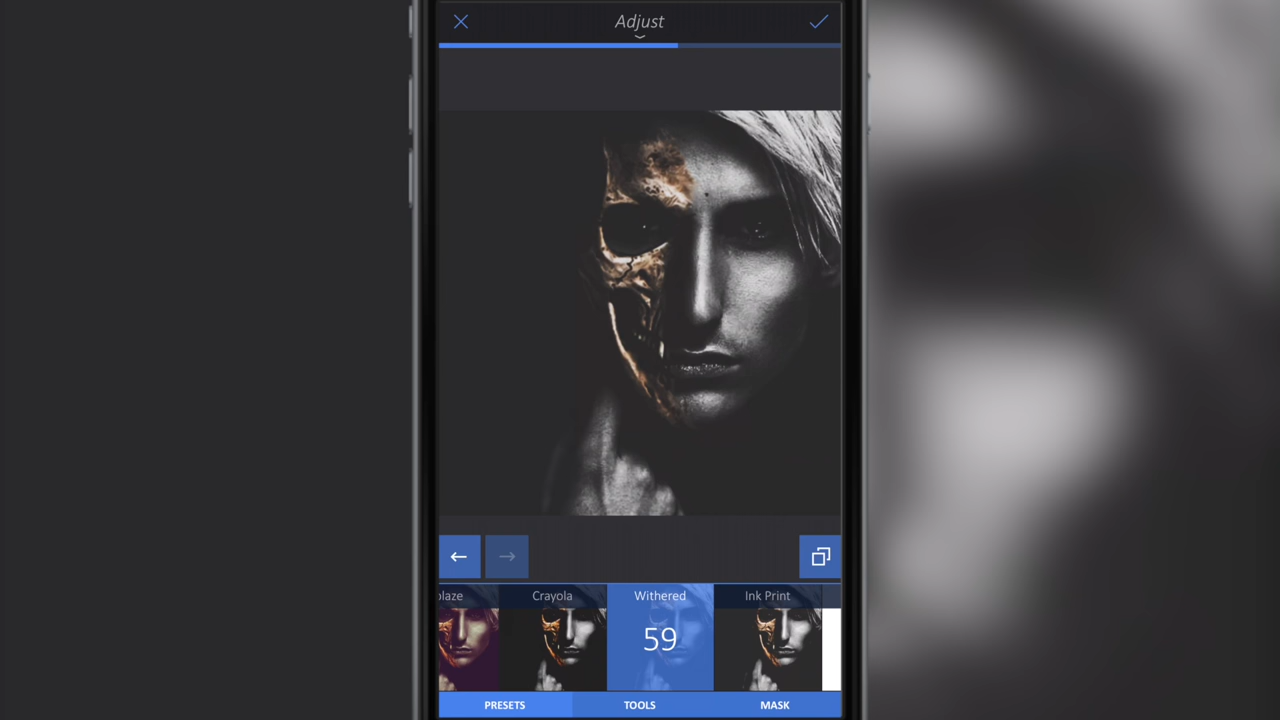 Adjust
laze
Crayola
Withered
Ink Print
59
PRESETS
TOOLS
MASK